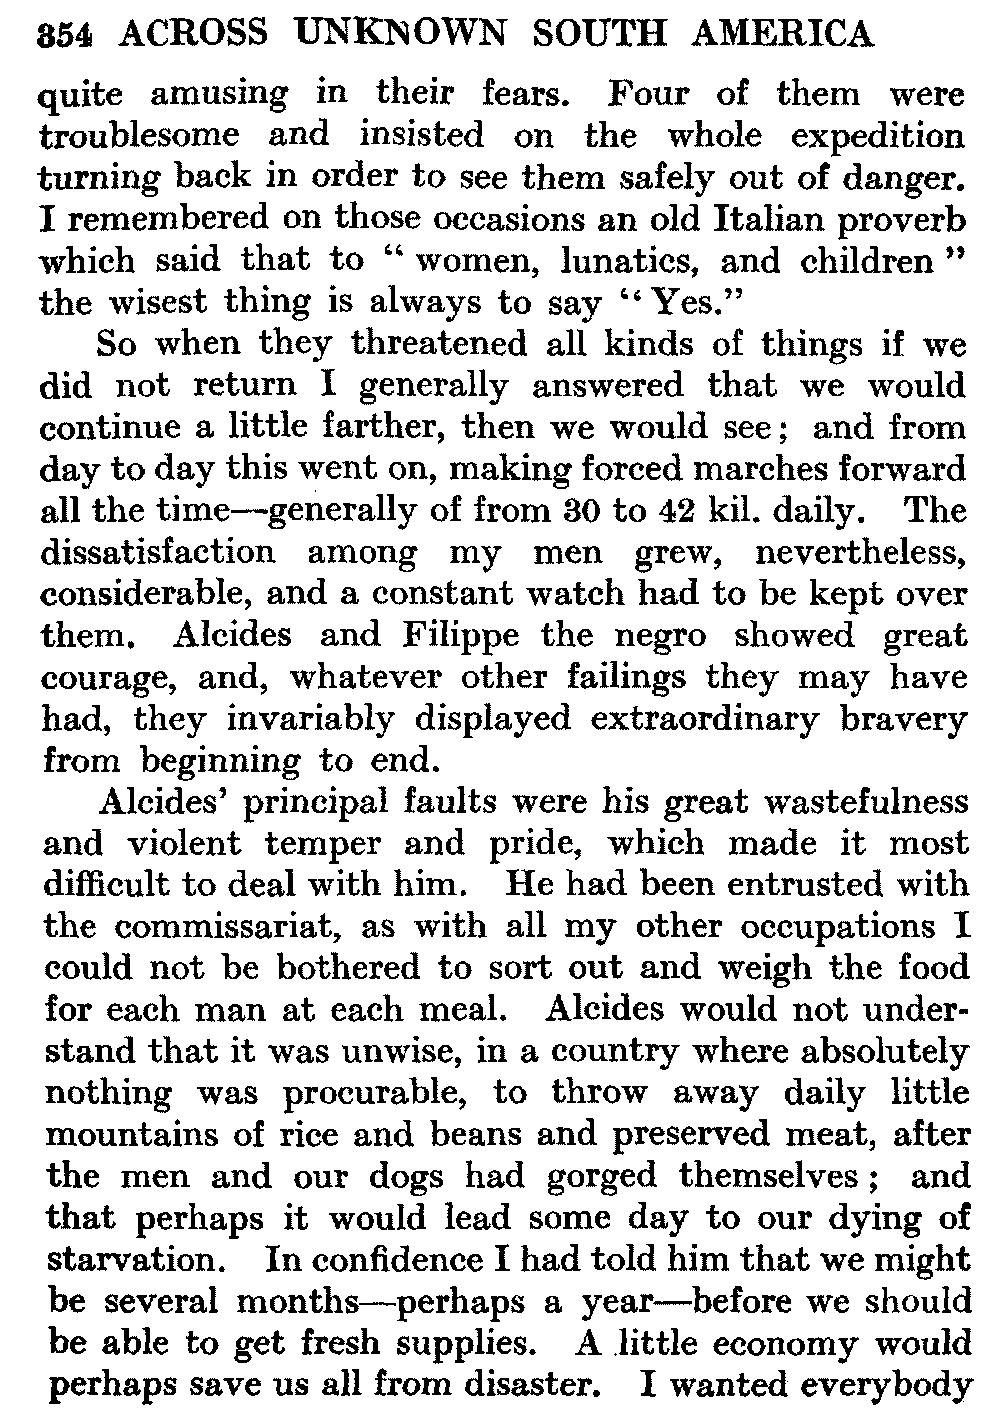 354 ACROSS UNKNOWN SOUTH AMERICA
quite amusing in their fears. Four of them were
troublesome and insisted on the whole expedition
turning back in order to see them safely out of danger.
I remembered on those occasions an old Italian proverb
which said that to “ women, lunatics, and children ”
the wisest thing is always to say “ Yes.”
So when they threatened all kinds of things if we
did not return I generally answered that we would
continue a little farther, then we would see ; and from
day to day this went on, making forced marches forward
all the time—generally of from 30 to 42 kil. daily. The
dissatisfaction among my men grew, nevertheless,
considerable, and a constant watch had to be kept over
them. Alcides and Filippe the negro showed great
courage, and, whatever other failings they may have
had, they invariably displayed extraordinary bravery
from beginning to end.
Alcides’ principal faults were his great wastefulness
and violent temper and pride, which made it most
difficult to deal with him. He had been entrusted with
the commissariat, as with all my other occupations I
could not be bothered to sort out and weigh the food
for each man at each meal. Alcides would not under-
stand that it was unwise, in a country where absolutely
nothing was procurable, to throw away daily little
mountains of rice and beans and preserved meat, after
the men and our dogs had gorged themselves ; and
that perhaps it would lead some day to our dying of
starvation. In confidence I had told him that we might
be several months—perhaps a year—before we should
be able to get fresh supplies. A little economy would
perhaps save us all from disaster. I wanted everybody